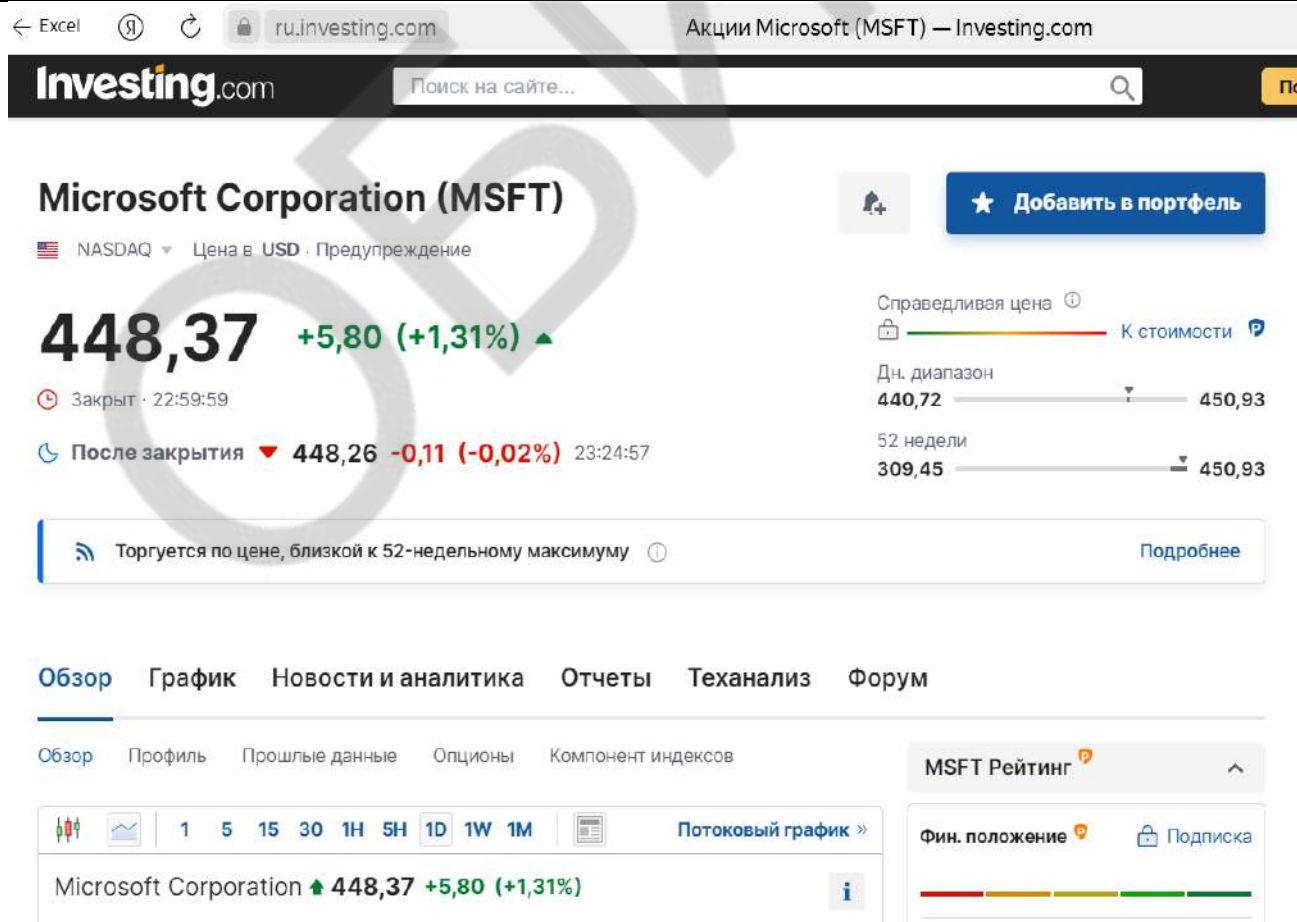 ← Excel Я ru.investing.com Акции Microsoft (MSFT) — Investing.com
Investing.com Поиск на сайте...
Microsoft Corporation (MSFT) Добавить в портфель
NASDAQ Цена в USD · Предупреждение
448,37 +5,80 (+1,31%)
Закрыт · 22:59:59
После закрытия 448,26 -0,11 (-0,02%) 23:24:57
Справедливая цена
К стоимости
Дн. диапазон
440,72 450,93
52 недели
309,45 450,93
Торгуется по цене, близкой к 52-недельному максимуму Подробнее
Обзор График Новости и аналитика Отчеты Теханализ Форум
Обзор Профиль Прошлые данные Опционы Компонент индексов
MSFT Рейтинг
1 5 15 30 1H 5H 1D 1W 1M Потоковый график »
Фин. положение Подписка
Microsoft Corporation 448,37 +5,80 (+1,31%)